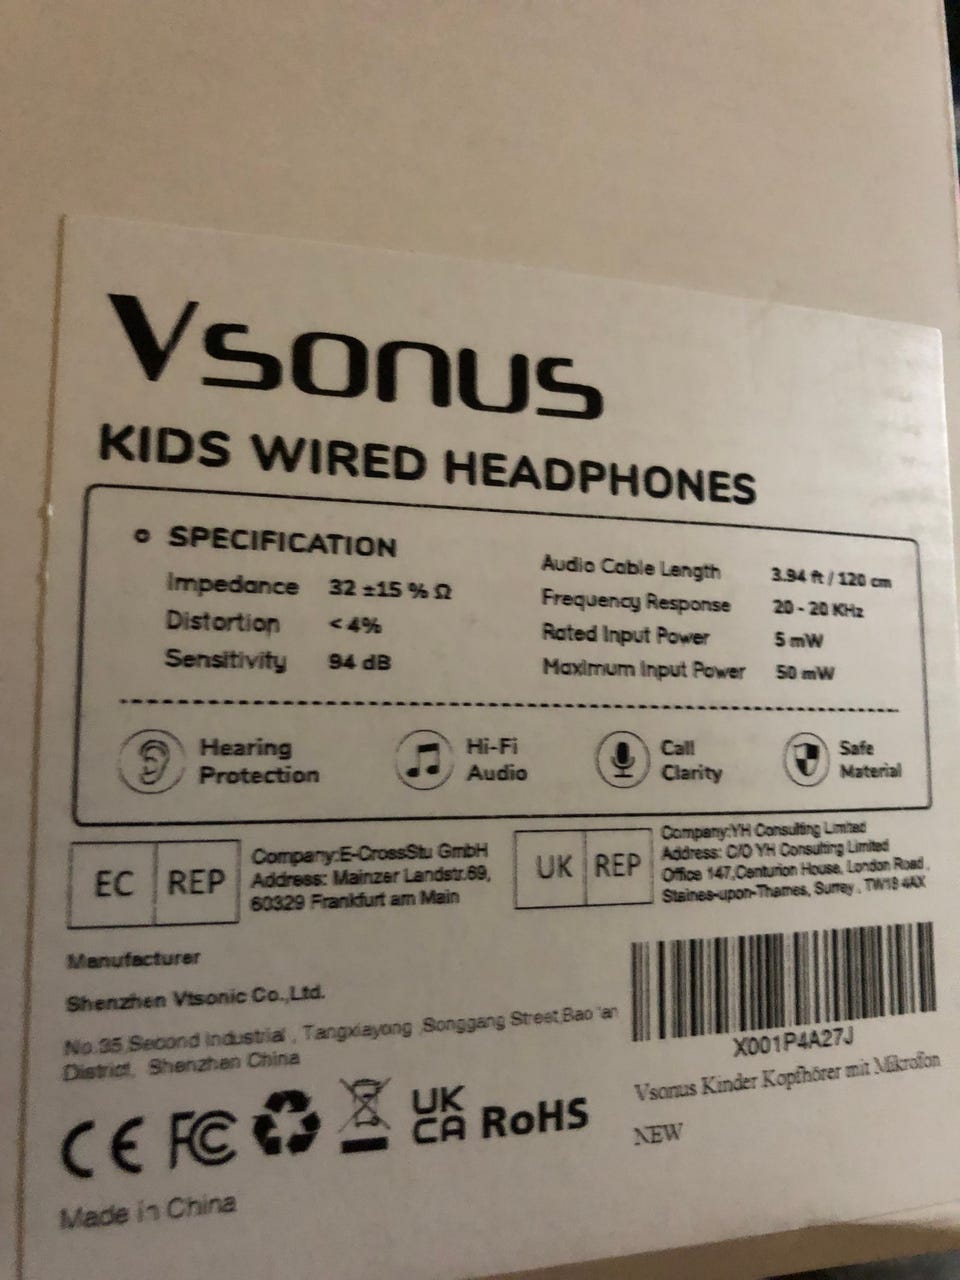 Vsonus
KIDS WIRED HEADPHONES
SPECIFICATION
Impedance 32 ±15 % Ω
Distortion < 4%
Sensitivity 94 dB
Audio Cable Length 3.94 ft / 120 cm
Frequency Response 20 - 20 KHz
Rated Input Power 5 mW
Maximum Input Power 50 mW
Hearing
Protection
Hi-Fi
Audio
Call
Clarity
Safe
Material
EC REP
Company:E-CrossStu GmbH
Address: Mainzer Landstr.69,
60329 Frankfurt am Main
UK REP
Company:YH Consulting Limited
Address: C/O YH Consulting Limited
Office 147,Centurion House, London Road,
Staines-upon-Thames, Surrey, TW18 4AX
Manufacturer
Shenzhen Vtsonic Co.,Ltd.
No.35,Second Industrial , Tangxiayong ,Songgang Street,Bao 'an
District, Shenzhen China
X001P4A27J
Vsonus Kinder Kopfhörer mit Mikrofon
NEW
CE FC UK
CA RoHS
Made in China